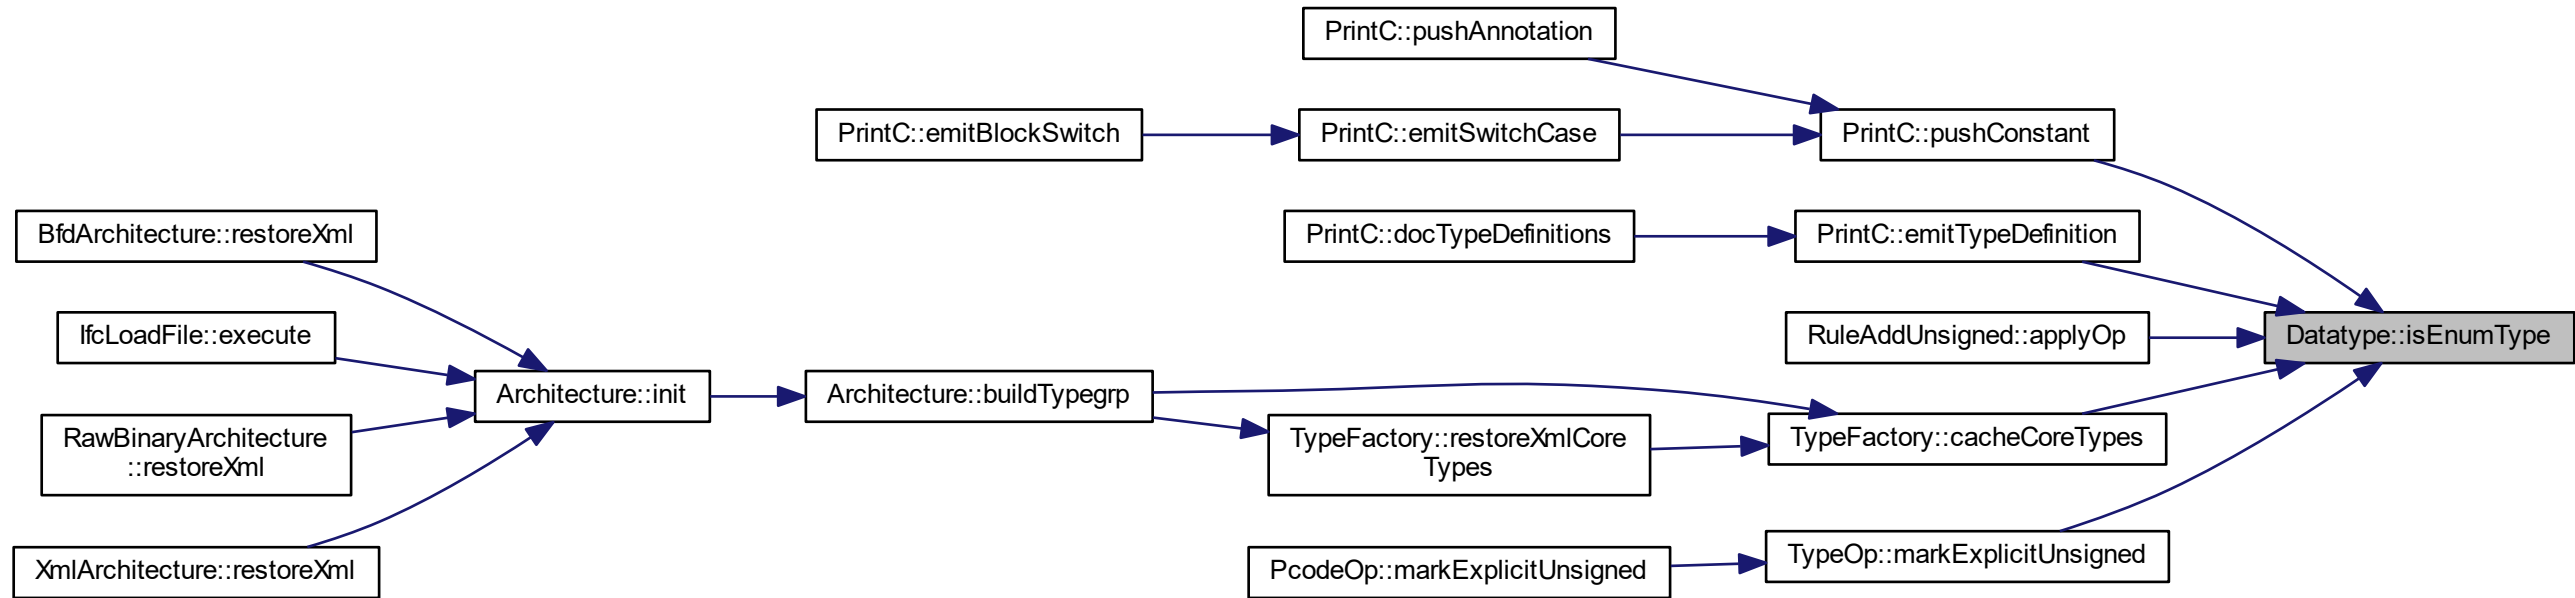 PrintC::pushAnnotation
PrintC::emitBlockSwitch
PrintC::emitSwitchCase
PrintC::pushConstant
BfdArchitecture::restoreXml
PrintC::docTypeDefinitions
PrintC::emitTypeDefinition
IfcLoadFile::execute
RuleAddUnsigned::applyOp
Datatype::isEnumType
Architecture::init
Architecture::buildTypegrp
RawBinaryArchitecture
::restoreXml
TypeFactory::restoreXmlCore
Types
TypeFactory::cacheCoreTypes
XmlArchitecture::restoreXml
PcodeOp::markExplicitUnsigned
TypeOp::markExplicitUnsigned